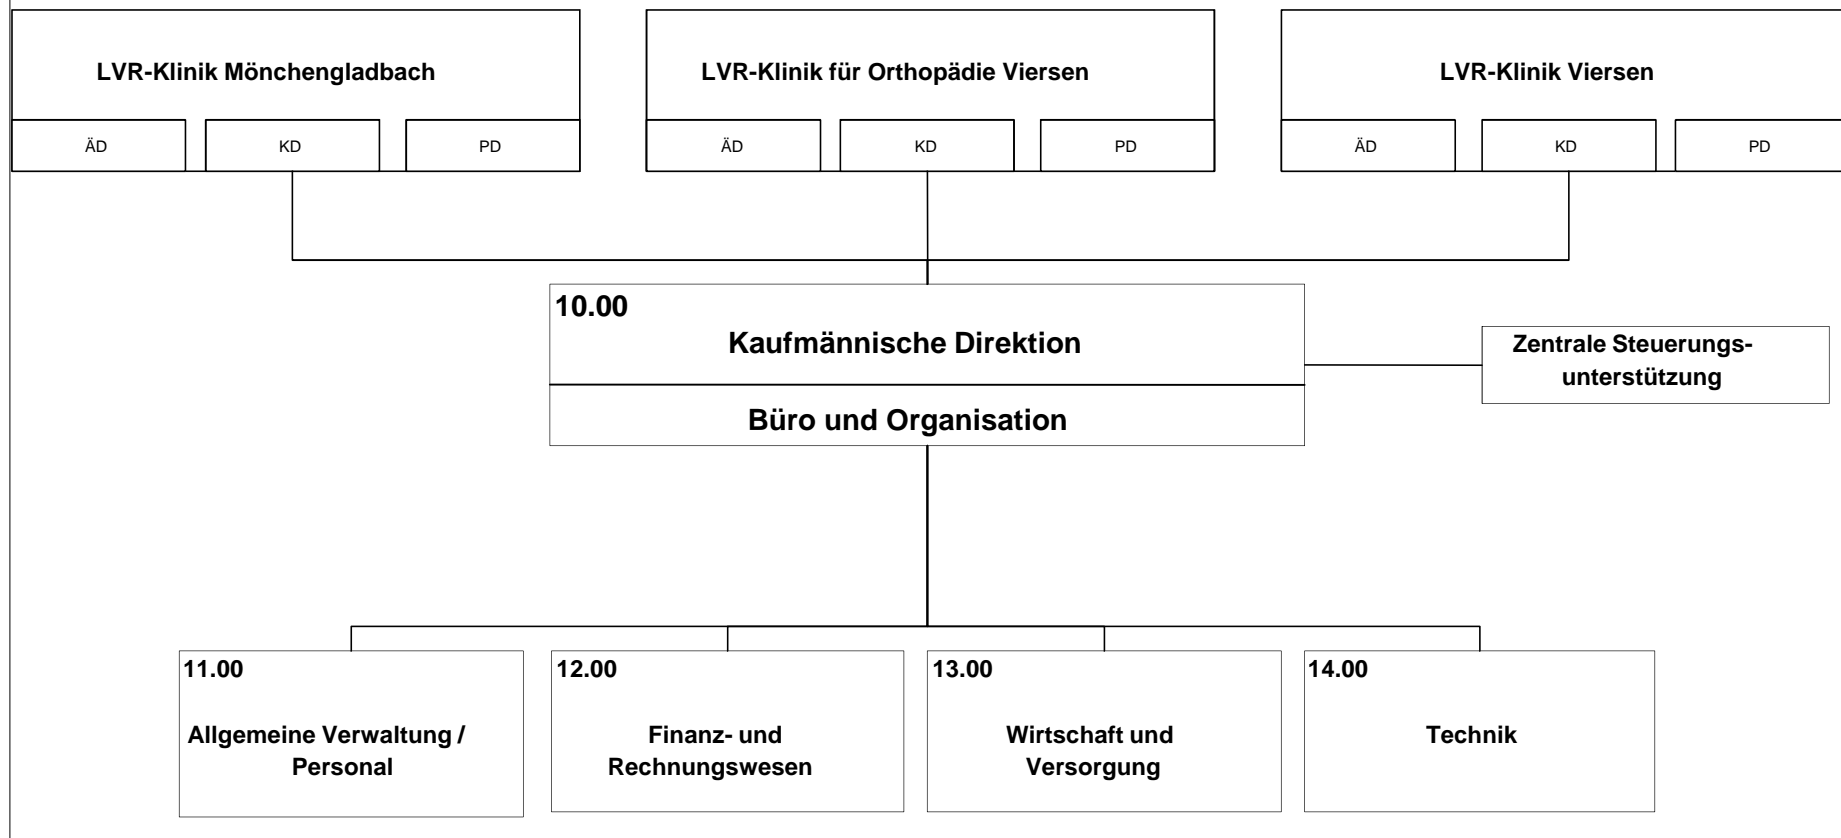 LVR-Klinik Mönchengladbach
ÄD
KD
PD
LVR-Klinik für Orthopädie Viersen
ÄD
KD
PD
LVR-Klinik Viersen
ÄD
KD
PD
10.00
Kaufmännische Direktion
Büro und Organisation
Zentrale Steuerungs-
unterstützung
11.00
Allgemeine Verwaltung /
Personal
12.00
Finanz- und
Rechnungswesen
13.00
Wirtschaft und
Versorgung
14.00
Technik